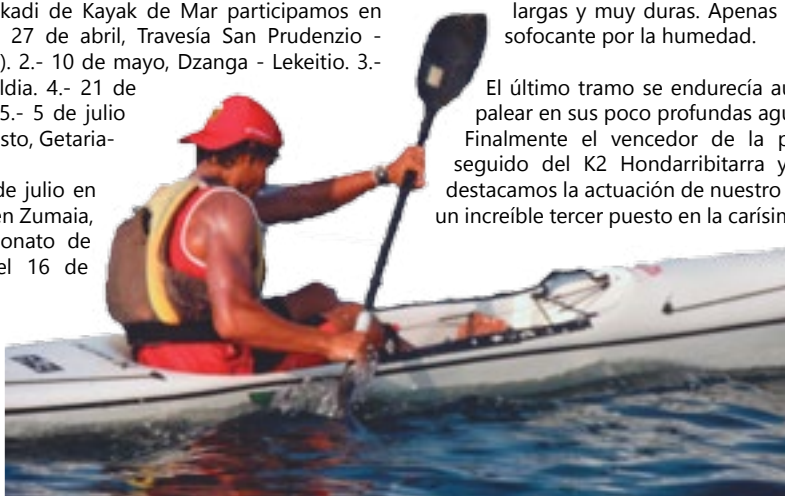 kadi de Kayak de Mar participamos en
27 de abril, Travesía San Prudenzio -
). 2.- 10 de mayo, Dzanga - Lekeitio. 3.-
ldia. 4.- 21 de
5.- 5 de julio
sto, Getaria-
de julio en
en Zumaia,
onato de
el 16 de
largas y muy duras. Apenas
sofocante por la humedad.
El último tramo se endurecía au
palear en sus poco profundas agu
Finalmente el vencedor de la p
seguido del K2 Hondarribitarra y
destacamos la actuación de nuestro
un increíble tercer puesto en la carísim